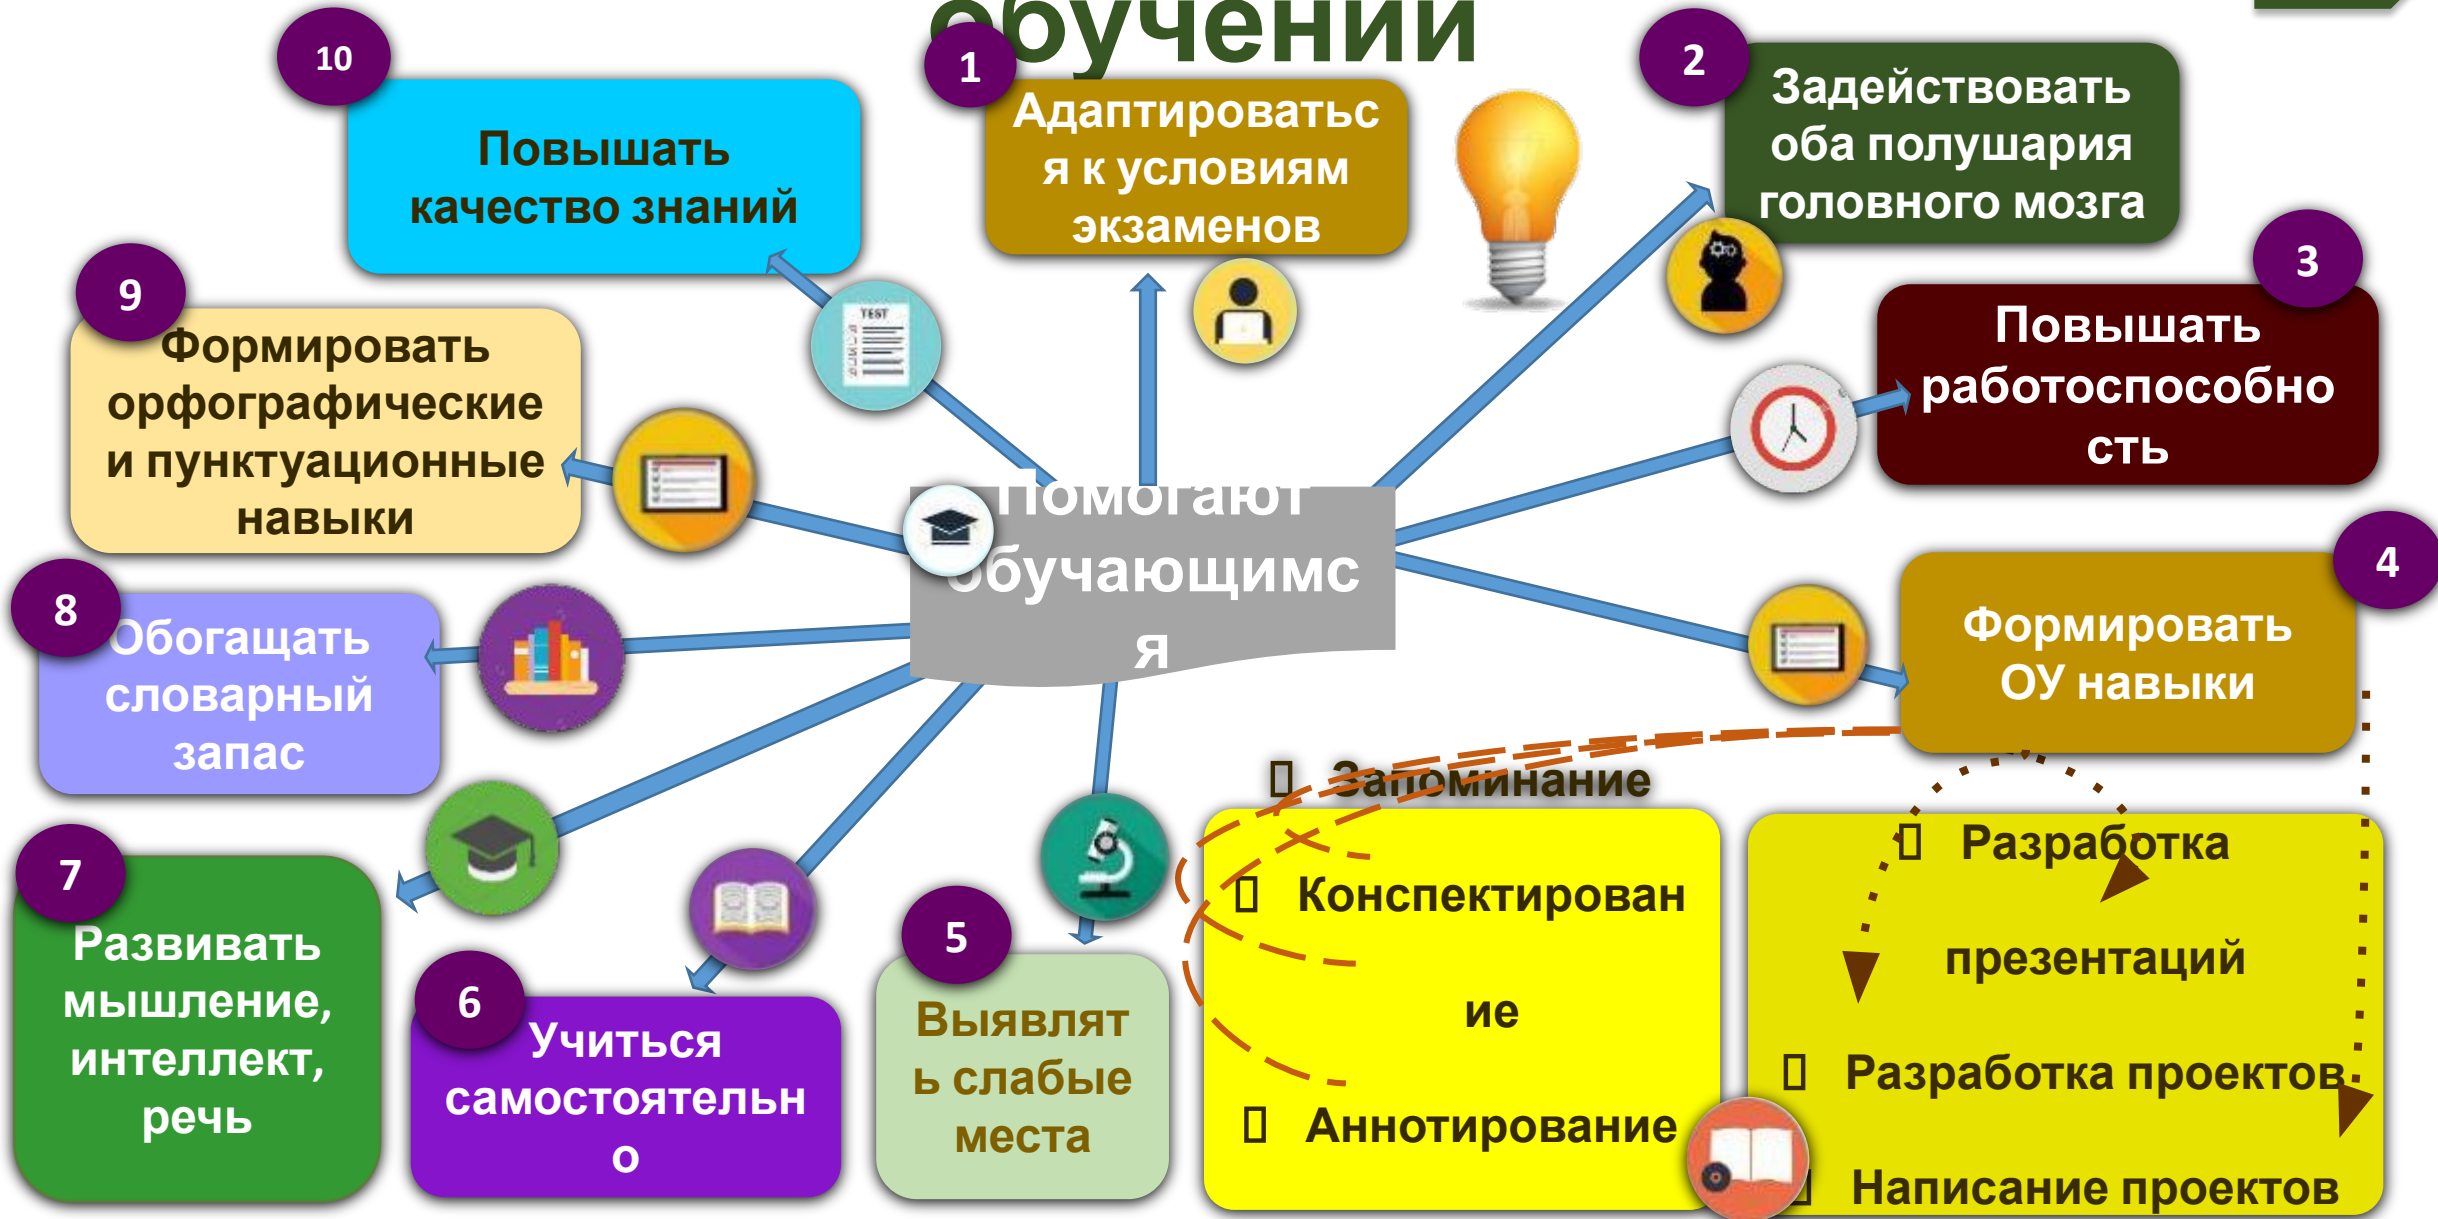 обучении
10
Повышать
качество знаний
1
Адаптироватьс
я к условиям
экзаменов
2
Задействовать
оба полушария
головного мозга
3
Повышать
работоспособно
сть
9
Формировать
орфографические
и пунктуационные
навыки
TEST
Помогают
обучающимс
я
4
Формировать
ОУ навыки
8
Обогащать
словарный
запас
7
Развивать
мышление,
интеллект,
речь
6
Учиться
самостоятельн
о
5
Выявлят
ь слабые
места
Запоминание
Конспектирован
ие
Аннотирование
Разработка
презентаций
Разработка проектов
Написание проектов